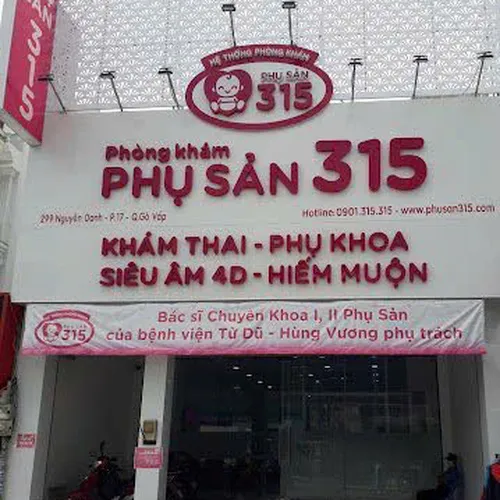 HỆ THỐNG PHÒNG KHÁM
PHỤ SẢN
315
Phòng khám
PHỤ SẢN 315
299 Nguyễn Oanh - P.17 - Q.Gò Vấp
Hotline: 0901.315.315 - www.phusan315.com
KHÁM THAI - PHỤ KHOA
SIÊU ÂM 4D - HIẾM MUỘN
Bác sĩ Chuyên Khoa I, II Phụ Sản
của bệnh viện Từ Dũ - Hùng Vương phụ trách
315